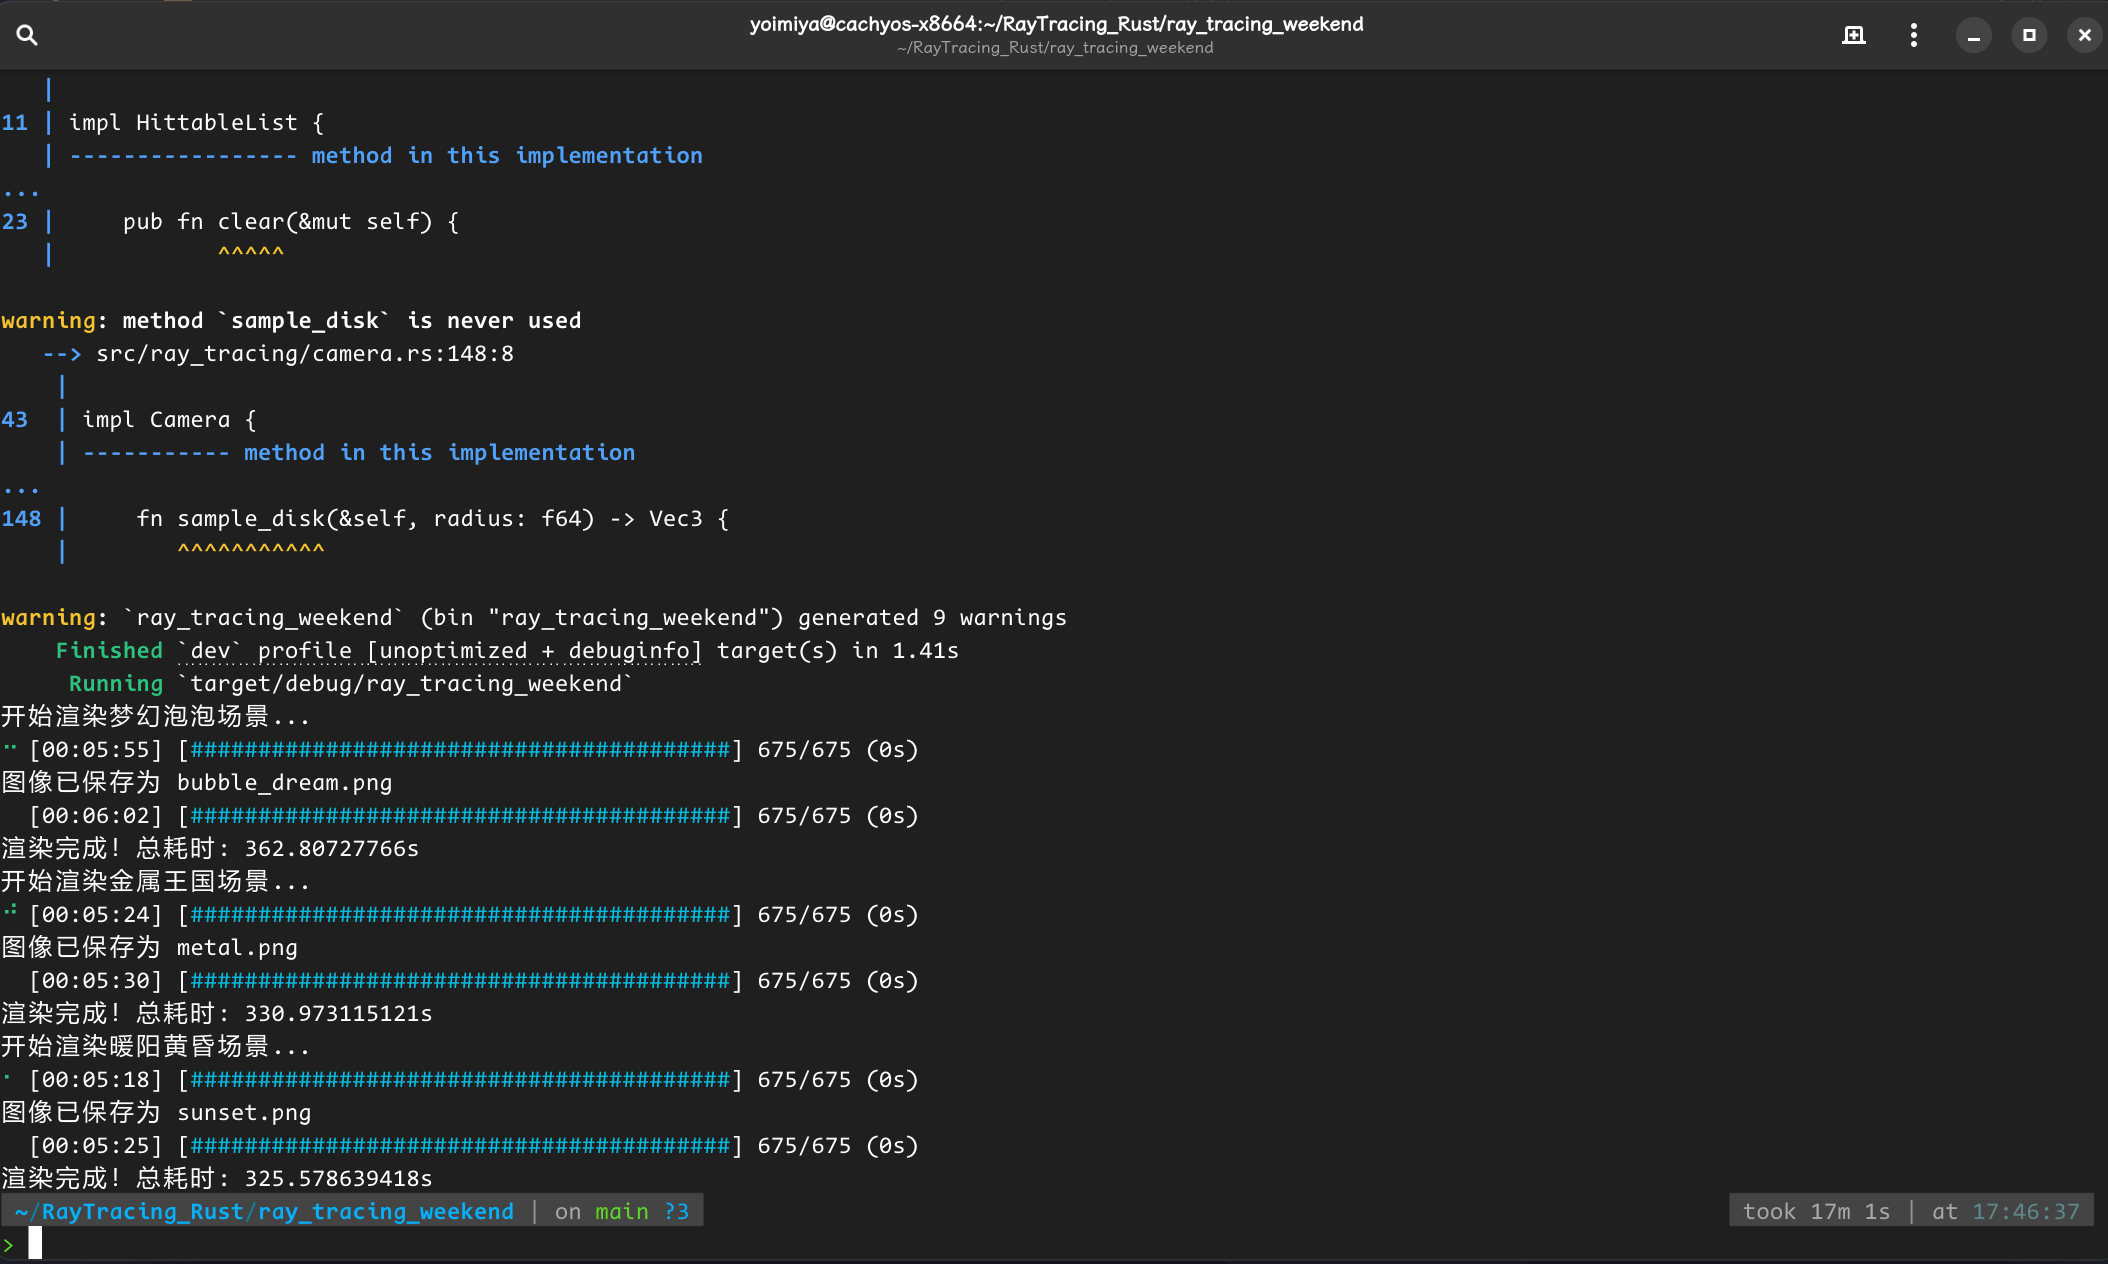 yoimiya@cachyos-x8664:~/RayTracing_Rust/ray_tracing_weekend
~/RayTracing_Rust/ray_tracing_weekend
   |
11 | impl HittableList {
   | ----------------- method in this implementation
...
23 |     pub fn clear(&mut self) {
   |            ^^^^^
warning: method `sample_disk` is never used
   --> src/ray_tracing/camera.rs:148:8
    |
43  | impl Camera {
    | ----------- method in this implementation
...
148 |     fn sample_disk(&self, radius: f64) -> Vec3 {
    |        ^^^^^^^^^^^
warning: `ray_tracing_weekend` (bin "ray_tracing_weekend") generated 9 warnings
    Finished `dev` profile [unoptimized + debuginfo] target(s) in 1.41s
     Running `target/debug/ray_tracing_weekend`
开始渲染梦幻泡泡场景...
[00:05:55] [########################################] 675/675 (0s)
图像已保存为 bubble_dream.png
  [00:06:02] [########################################] 675/675 (0s)
渲染完成! 总耗时: 362.80727766s
开始渲染金属王国场景...
[00:05:24] [########################################] 675/675 (0s)
图像已保存为 metal.png
  [00:05:30] [########################################] 675/675 (0s)
渲染完成! 总耗时: 330.973115121s
开始渲染暖阳黄昏场景...
[00:05:18] [########################################] 675/675 (0s)
图像已保存为 sunset.png
  [00:05:25] [########################################] 675/675 (0s)
渲染完成! 总耗时: 325.578639418s
~/RayTracing_Rust/ray_tracing_weekend | on main ?3 took 17m 1s | at 17:46:37
>